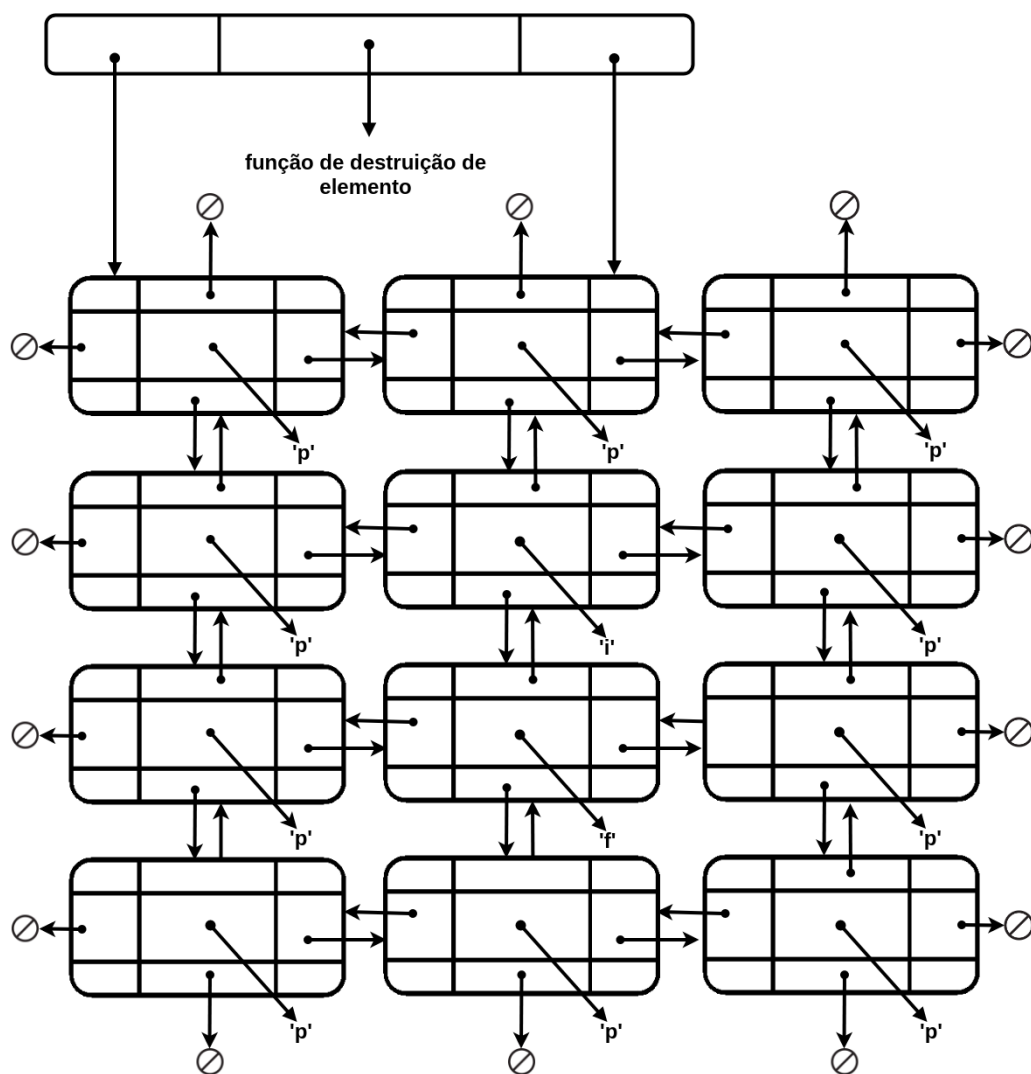 função de destruição de
elemento
'p' 'p' 'p'
'p' 'i' 'p'
'p' 'f' 'p'
'p' 'p' 'p'